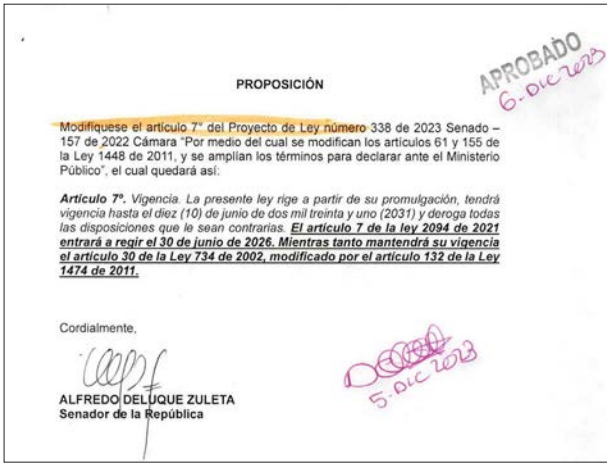 APROBADO
6. DIC 2023
PROPOSICIÓN
Modifíquese el artículo 7° del Proyecto de Ley número 338 de 2023 Senado –
157 de 2022 Cámara "Por medio del cual se modifican los artículos 61 y 155 de
la Ley 1448 de 2011, y se amplían los términos para declarar ante el Ministerio
Público", el cual quedará así:
Artículo 7º. Vigencia. La presente ley rige a partir de su promulgación, tendrá
vigencia hasta el diez (10) de junio de dos mil treinta y uno (2031) y deroga todas
las disposiciones que le sean contrarias. El artículo 7 de la ley 2094 de 2021
entrará a regir el 30 de junio de 2026. Mientras tanto mantendrá su vigencia
el artículo 30 de la Ley 734 de 2002, modificado por el artículo 132 de la Ley
1474 de 2011.
Cordialmente,
ALFREDO DELUQUE ZULETA
Senador de la República
5. DIC 2023